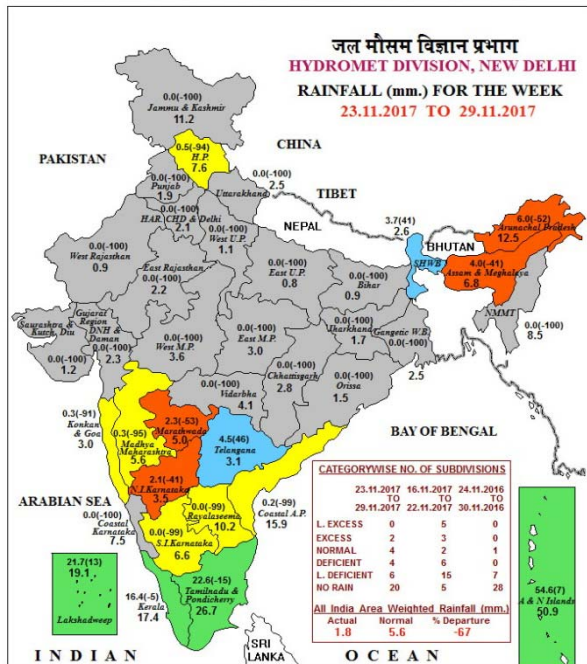 जल मौसम विज्ञान प्रभाग
HYDROMET DIVISION, NEW DELHI
RAINFALL (mm.) FOR THE WEEK
23.11.2017 TO 29.11.2017
0.0(-100)
Jammu & Kashmir
11.2
CHINA
PAKISTAN
0.5(-94)
H.P.
7.6
0.0(-100)
Punjab
1.9
Uttarakhand
0.0(-100)
2.5
TIBET
0.0(-100)
HAR. CHD & Delhi
2.1
NEPAL
0.0(-100)
West U.P.
1.1
3.7(41)
2.6
SHWB
BHUTAN
6.0(-52)
Arunachal Pradesh
12.5
4.0(-41)
Assam & Meghalaya
6.8
0.0(-100)
West Rajasthan
0.9
East Rajasthan
0.0(-100)
2.2
0.0(-100)
East U.P.
0.8
0.0(-100)
Bihar
0.9
NMMT
0.0(-100)
8.5
Saurashtra &
Kutch, Diu
0.0(-100)
1.2
Gujarat
Region
DNH &
Daman
0.0(-100)
2.3
0.0(-100)
West M.P.
3.6
0.0(-100)
East M.P.
3.0
0.0(-100)
Jharkhand
1.7
Gangetic W.B.
0.0(-100)
2.5
0.0(-100)
Chhattisgarh
2.8
0.0(-100)
Orissa
1.5
0.0(-100)
Vidarbha
4.1
0.3(-91)
Konkan
& Goa
3.0
0.3(-95)
Madhya
Maharashtra
5.6
2.3(-53)
Marathwada
5.0
4.5(46)
Telangana
3.1
BAY OF BENGAL
ARABIAN SEA
2.1(-41)
N.I.Karnataka
3.5
0.0(-99)
Rayalaseema
10.2
0.2(-99)
Coastal A.P.
15.9
0.0(-100)
Coastal
Karnataka
7.5
0.0(-99)
S.I.Karnataka
6.6
21.7(13)
19.1
Lakshadweep
16.4(-5)
Kerala
17.4
22.6(-15)
Tamilnadu &
Pondicherry
26.7
54.6(7)
A & N Islands
50.9
CATEGORYWISE NO. OF SUBDIVISIONS
23.11.2017 16.11.2017 24.11.2016
TO TO TO
29.11.2017 22.11.2017 30.11.2016
L. EXCESS 0 5 0
EXCESS 2 3 0
NORMAL 4 2 1
DEFICIENT 4 6 0
L. DEFICIENT 6 15 7
NO RAIN 20 5 28
All India Area Weighted Rainfall (mm.)
Actual Normal % Departure
1.8 5.6 -67
SRI
LANKA
INDIAN OCEAN